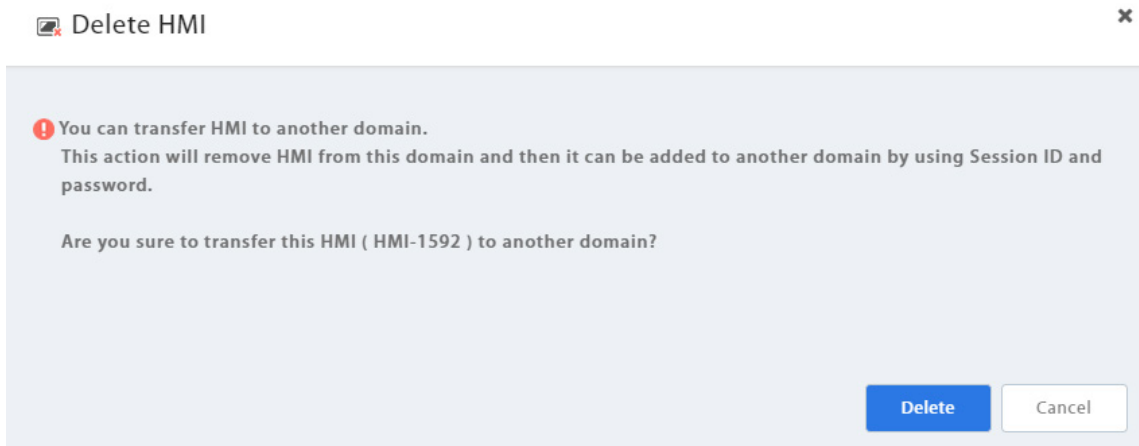 Delete HMI
You can transfer HMI to another domain.
This action will remove HMI from this domain and then it can be added to another domain by using Session ID and
password.
Are you sure to transfer this HMI ( HMI-1592 ) to another domain?
Delete
Cancel